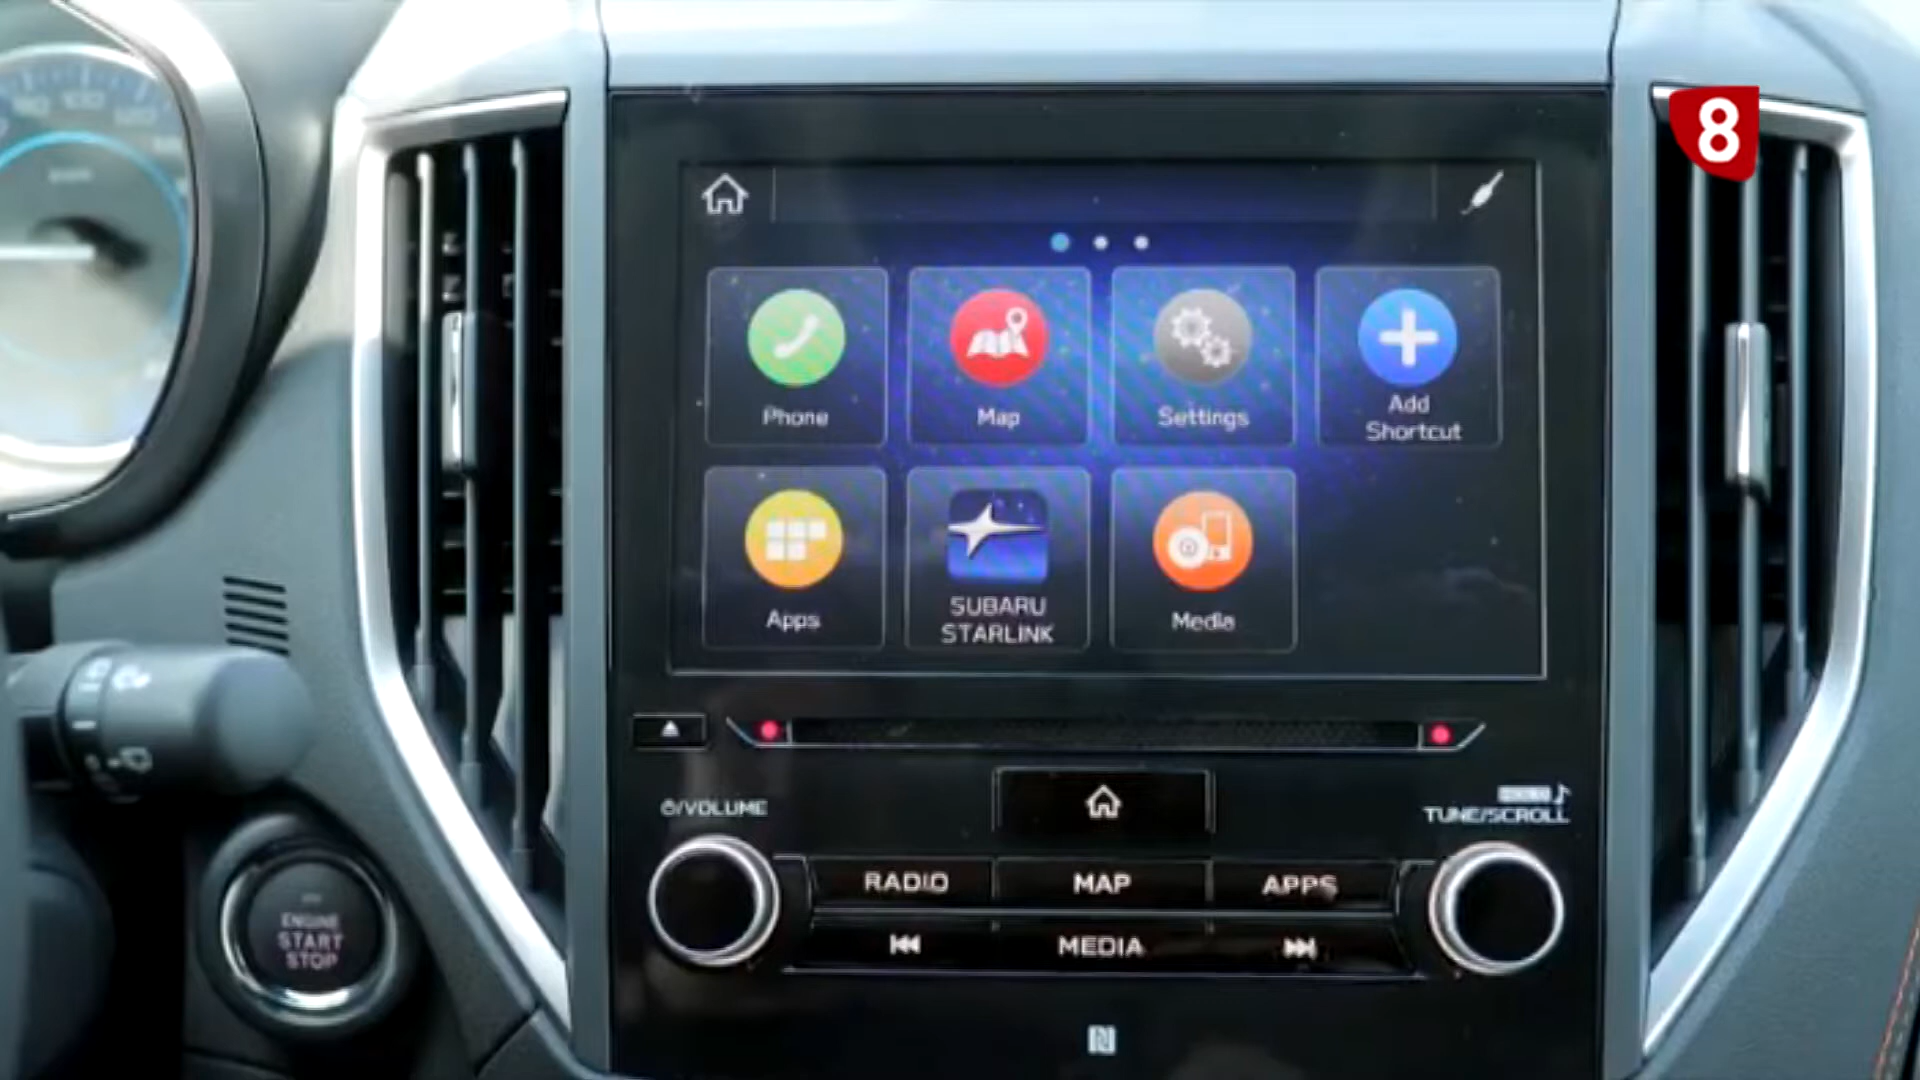 8
Phone
Map
Settings
Add
Shortcut
Apps
SUBARU
STARLINK
Media
/VOLUME
TUNE/SCROLL
RADIO
MAP
APPS
MEDIA
ENGINE
START
STOP